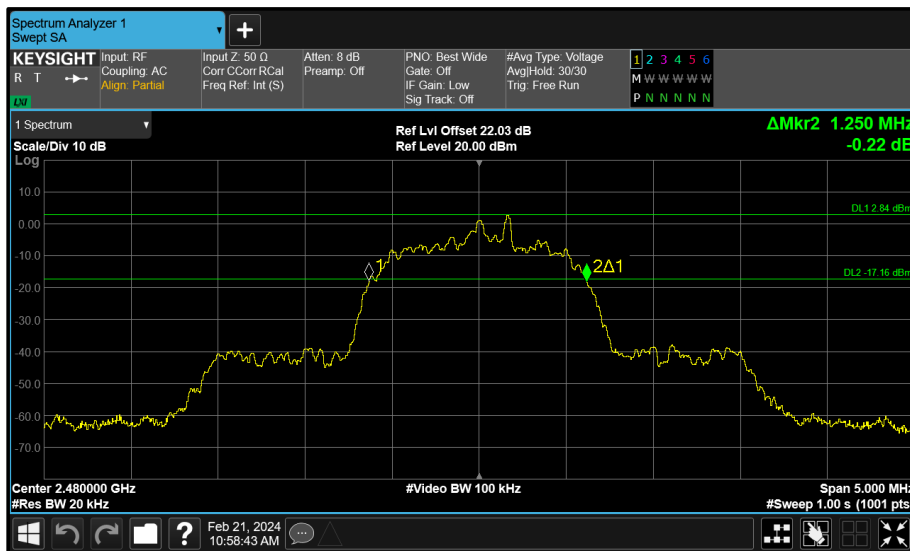 Spectrum Analyzer 1
Swept SA
KEYSIGHT
R T
LXI
Input: RF
Coupling: AC
Align: Partial
Input Z: 50 Ω
Corr CCorr RCal
Freq Ref: Int (S)
Atten: 8 dB
Preamp: Off
PNO: Best Wide
Gate: Off
IF Gain: Low
Sig Track: Off
#Avg Type: Voltage
Avg|Hold: 30/30
Trig: Free Run
1 2 3 4 5 6
M W W W W W
P N N N N N
1 Spectrum
Scale/Div 10 dB
Ref Lvl Offset 22.03 dB
Ref Level 20.00 dBm
ΔMkr2 1.250 MHz
-0.22 dB
Log
10.0
0.00
-10.0
-20.0
-30.0
-40.0
-50.0
-60.0
-70.0
DL1 2.84 dBm
1
2Δ1
DL2 -17.16 dBm
Center 2.480000 GHz
#Res BW 20 kHz
#Video BW 100 kHz
Span 5.000 MHz
#Sweep 1.00 s (1001 pts
?
Feb 21, 2024
10:58:43 AM